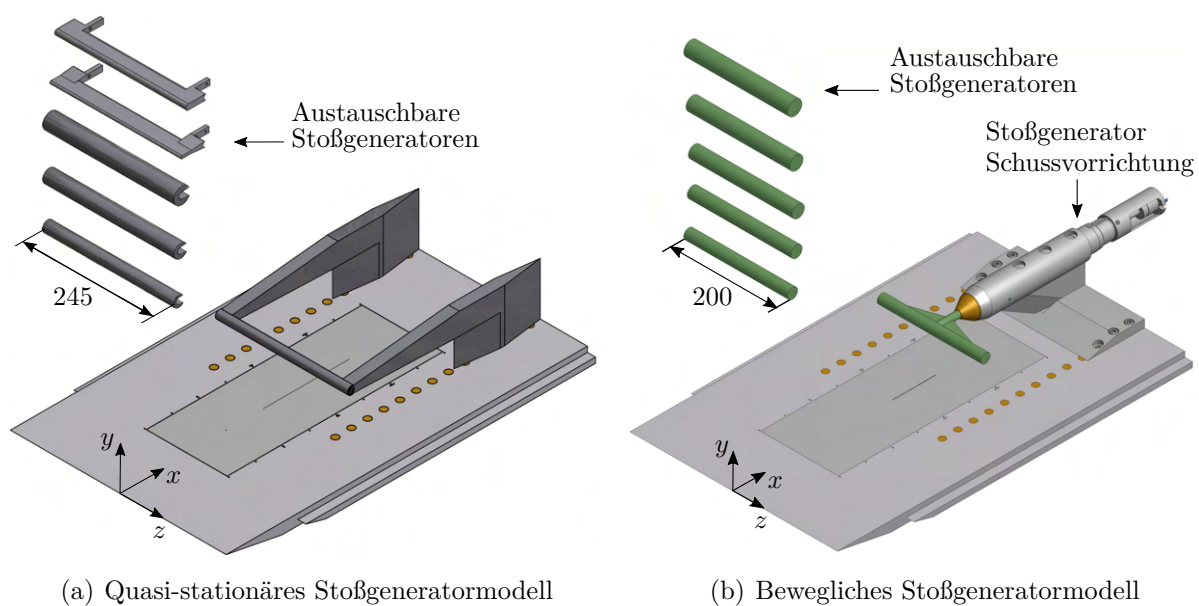 Austauschbare
Stoßgeneratoren
245
y
x
z
(a) Quasi-stationäres Stoßgeneratormodell
Austauschbare
Stoßgeneratoren
Stoßgenerator
Schussvorrichtung
200
y
x
z
(b) Bewegliches Stoßgeneratormodell